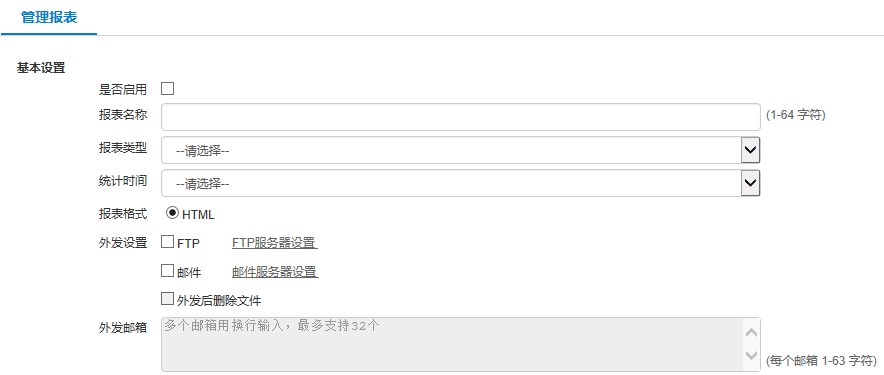 管理报表
基本设置
是否启用
报表名称 (1-64 字符)
报表类型 --请选择--
统计时间 --请选择--
报表格式 HTML
外发设置 FTP FTP服务器设置
邮件 邮件服务器设置
外发后删除文件
外发邮箱 多个邮箱用换行输入，最多支持32个
(每个邮箱 1-63 字符)